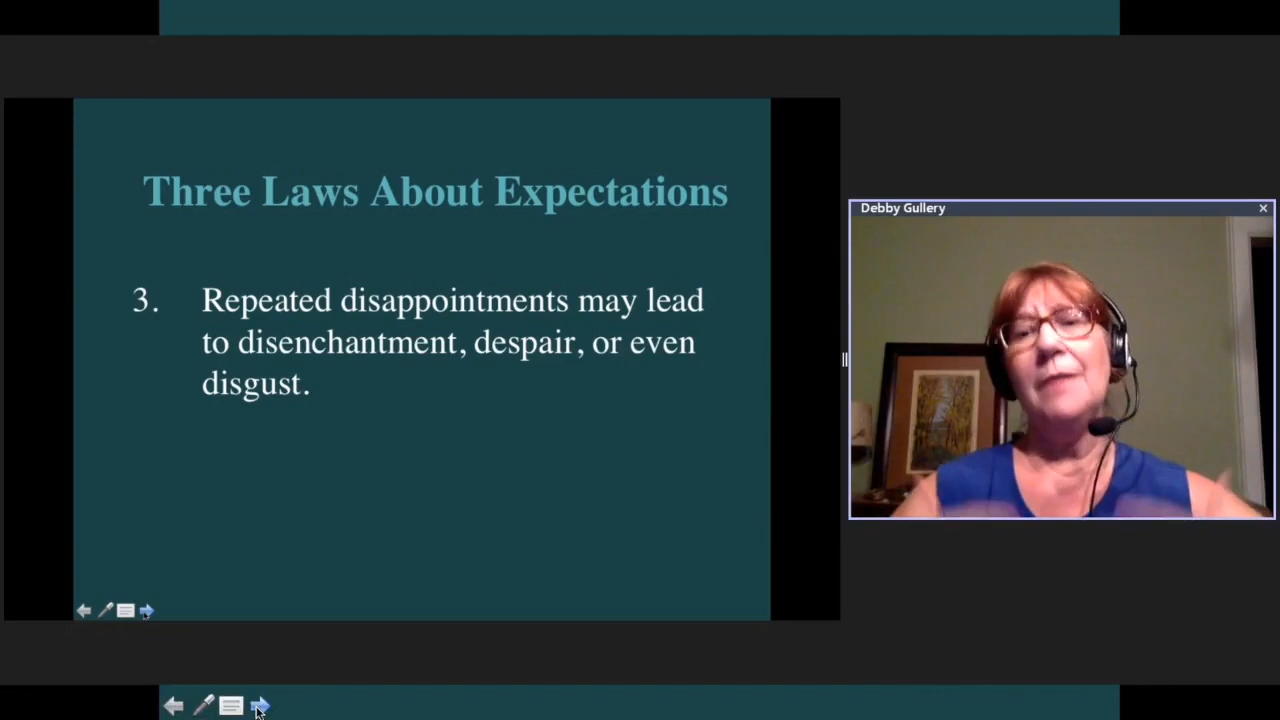 Three Laws About Expectations
3. Repeated disappointments may lead
to disenchantment, despair, or even
disgust.
Debby Gullery